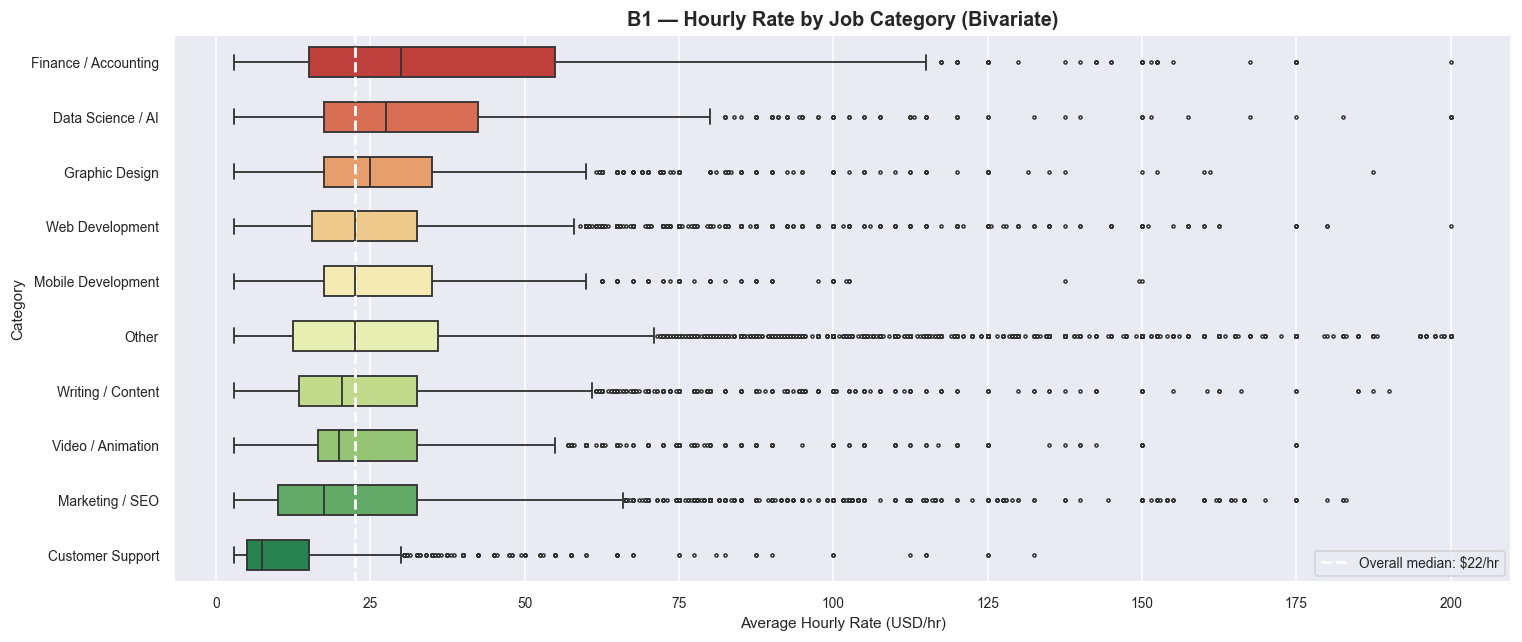 B1 — Hourly Rate by Job Category (Bivariate)
Finance / Accounting
Data Science / AI
Graphic Design
Web Development
Mobile Development
Other
Writing / Content
Video / Animation
Marketing / SEO
Customer Support
Category
Overall median: $22/hr
0 25 50 75 100 125 150 175 200
Average Hourly Rate (USD/hr)